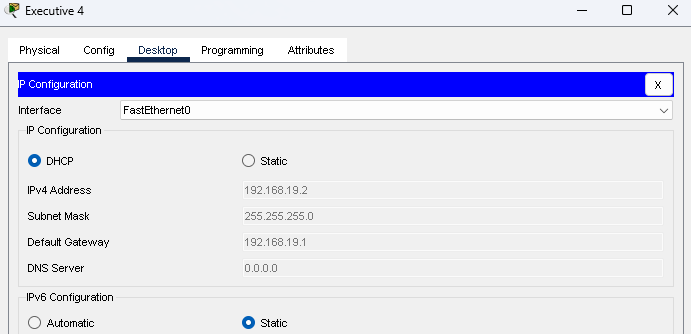 Executive 4
Physical Config Desktop Programming Attributes
IP Configuration X
Interface FastEthernet0
IP Configuration
DHCP Static
IPv4 Address 192.168.19.2
Subnet Mask 255.255.255.0
Default Gateway 192.168.19.1
DNS Server 0.0.0.0
IPv6 Configuration
Automatic Static